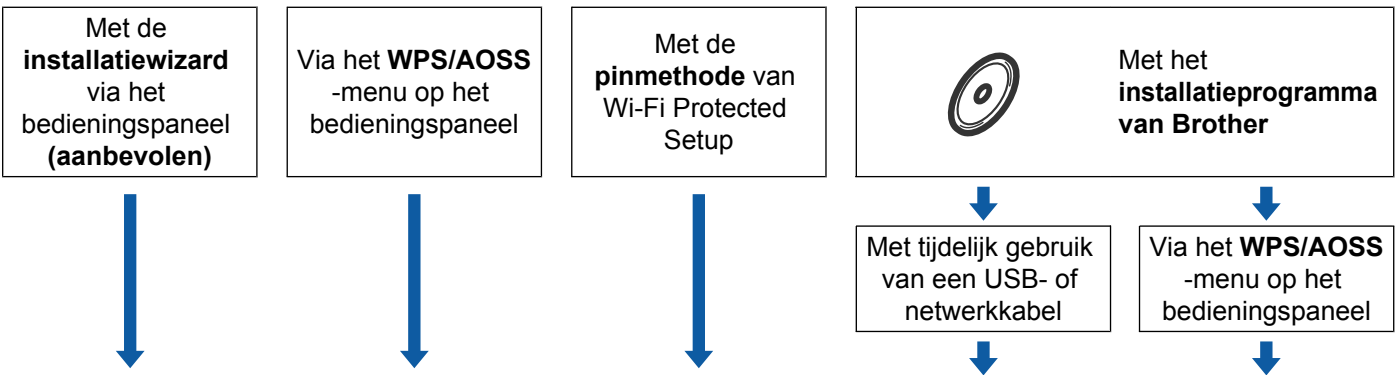 Met de
installatiewizard
via het
bedieningspaneel
(aanbevolen)
Via het WPS/AOSS
-menu op het
bedieningspaneel
Met de
pinmethode van
Wi-Fi Protected
Setup
Met het
installatieprogramma
van Brother
Met tijdelijk gebruik
van een USB- of
netwerkkabel
Via het WPS/AOSS
-menu op het
bedieningspaneel